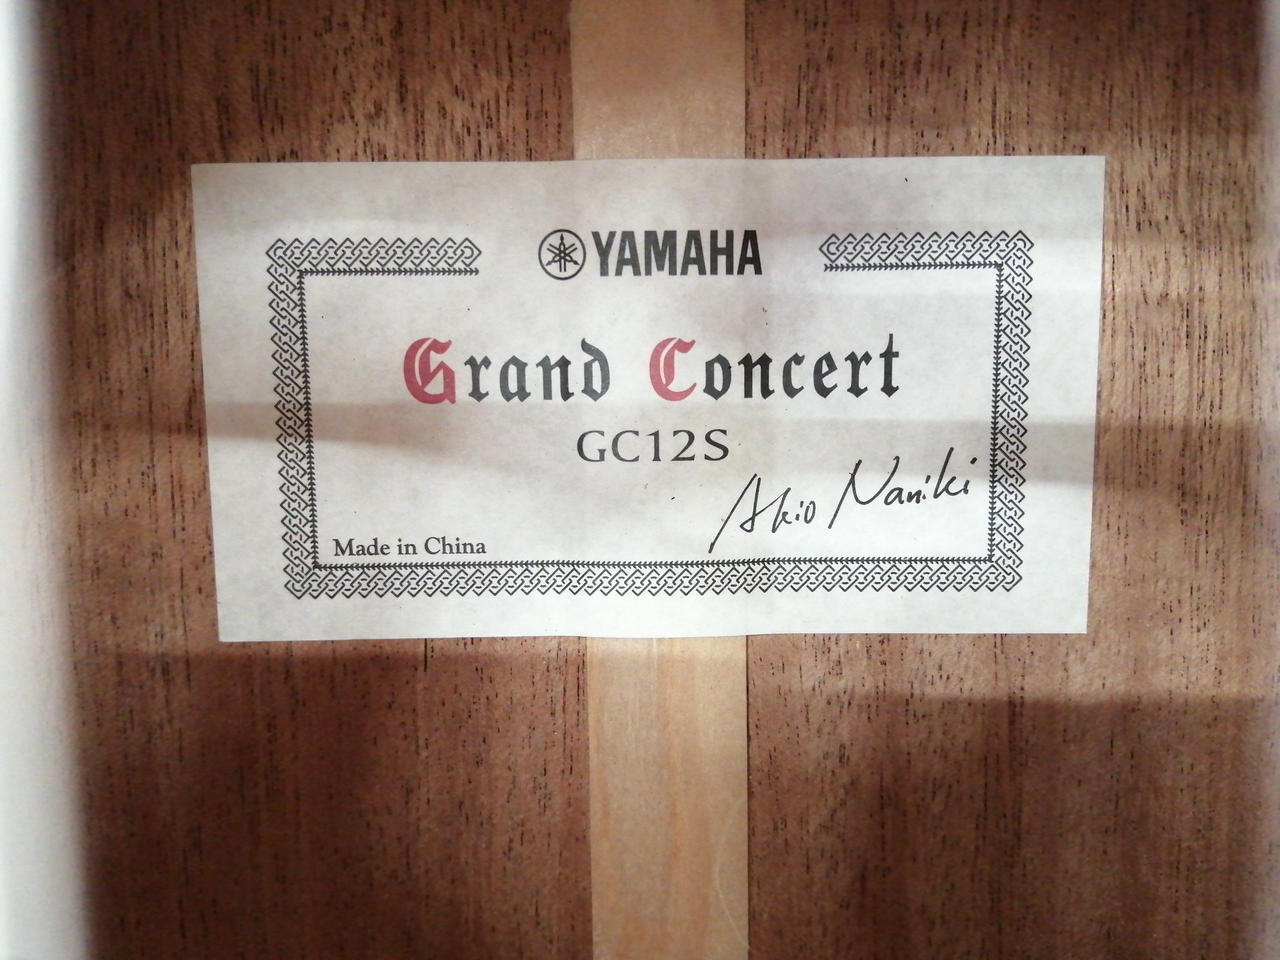 YAMAHA
Grand Concert
GC12S
Akio Naniki
Made in China